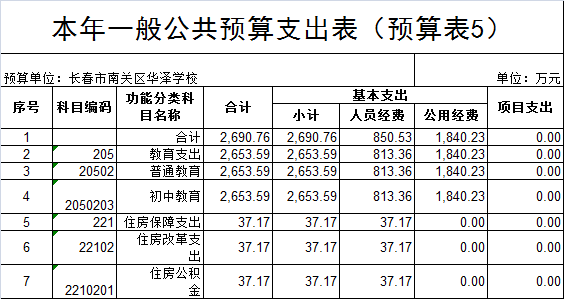 本年一般公共预算支出表（预算表5）
预算单位：长春市南关区华泽学校 单位：万元
序号 科目编码 功能分类科目名称 合计 基本支出 项目支出
小计 人员经费 公用经费
1 合计 2,690.76 2,690.76 850.53 1,840.23 0.00
2 205 教育支出 2,653.59 2,653.59 813.36 1,840.23 0.00
3 20502 普通教育 2,653.59 2,653.59 813.36 1,840.23 0.00
4 2050203 初中教育 2,653.59 2,653.59 813.36 1,840.23 0.00
5 221 住房保障支出 37.17 37.17 37.17 0.00 0.00
6 22102 住房改革支出 37.17 37.17 37.17 0.00 0.00
7 2210201 住房公积金 37.17 37.17 37.17 0.00 0.00